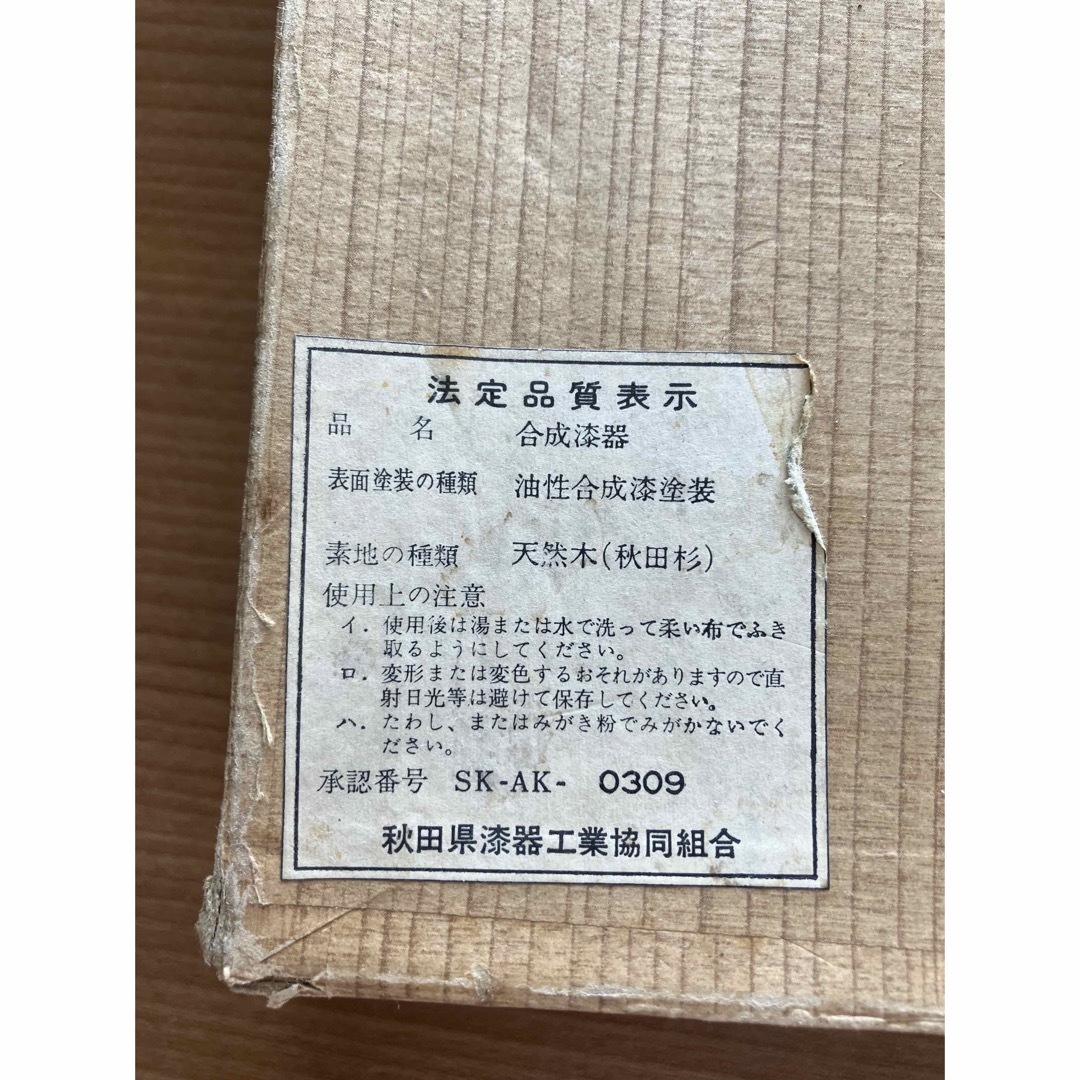 法定品質表示
品名 合成漆器
表面塗装の種類 油性合成漆塗装
素地の種類 天然木(秋田杉)
使用上の注意
イ. 使用後は湯または水で洗って柔い布でふき
取るようにしてください。
ロ. 変形または変色するおそれがありますので直
射日光等は避けて保存してください。
ハ. たわし、またはみがき粉でみがかないでく
ださい。
承認番号 SK-AK- 0309
秋田県漆器工業協同組合